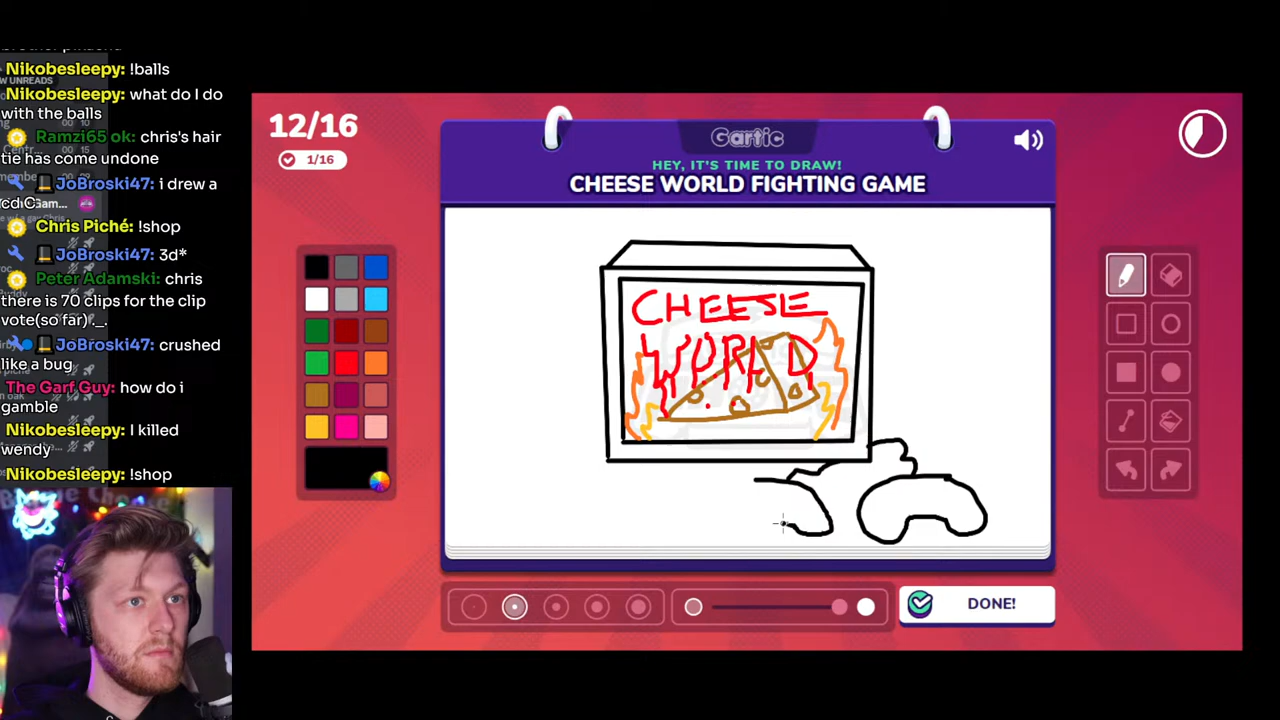 Nikobesleepy: !balls
W UNREADS
Nikobesleepy: what do I do
with the balls
Ramzi65 ok: chris's hair
tie has come undone
JoBroski47: i drew a
cdiC
Chris Piché: !shop
JoBroski47: 3d*
Peter Adamski: chris
there is 70 clips for the clip
vote(so far) ._.
JoBroski47: crushed
like a bug
The Garf Guy: how do i
gamble
Nikobesleepy: I killed
wendy
Nikobesleepy: !shop
12/16
1/16
Gartic
HEY, IT'S TIME TO DRAW!
CHEESE WORLD FIGHTING GAME
CHEESE
WORLD
DONE!